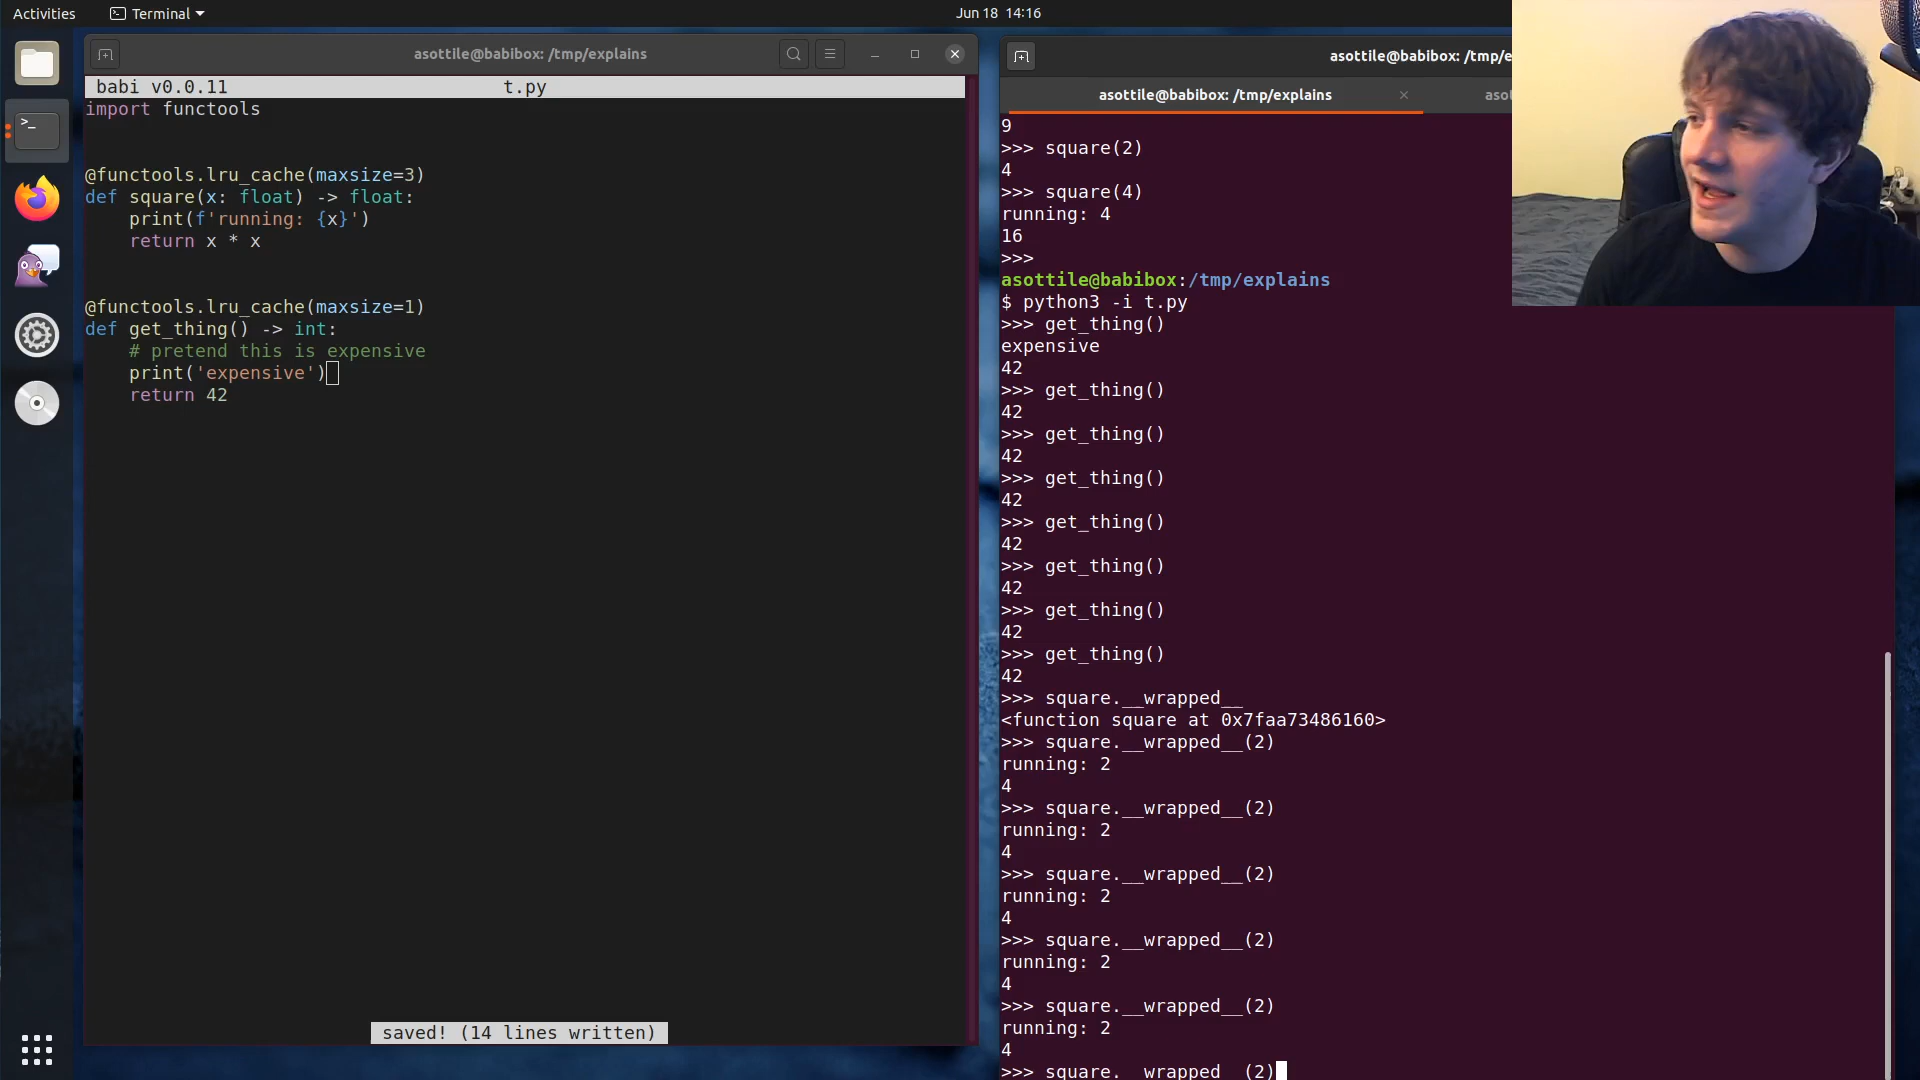 Activities
Terminal
Jun 18 14:16
asottile@babibox: /tmp/explains
babi v0.0.11
t.py
import functools
@functools.lru_cache(maxsize=3)
def square(x: float) -> float:
    print(f'running: {x}')
    return x * x
@functools.lru_cache(maxsize=1)
def get_thing() -> int:
    # pretend this is expensive
    print('expensive')
    return 42
saved! (14 lines written)
asottile@babibox: /tmp/e
asottile@babibox: /tmp/explains
asot
9
>>> square(2)
4
>>> square(4)
running: 4
16
>>>
asottile@babibox:/tmp/explains
$ python3 -i t.py
>>> get_thing()
expensive
42
>>> get_thing()
42
>>> get_thing()
42
>>> get_thing()
42
>>> get_thing()
42
>>> get_thing()
42
>>> get_thing()
42
>>> get_thing()
42
>>> square.__wrapped__
<function square at 0x7faa73486160>
>>> square.__wrapped__(2)
running: 2
4
>>> square.__wrapped__(2)
running: 2
4
>>> square.__wrapped__(2)
running: 2
4
>>> square.__wrapped__(2)
running: 2
4
>>> square.__wrapped__(2)
running: 2
4
>>> square.__wrapped__(2)